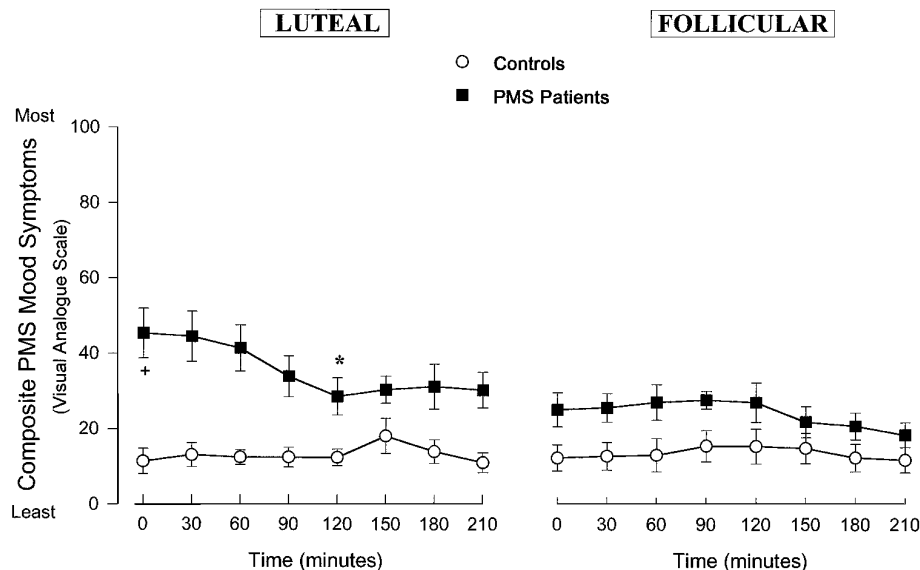 LUTEAL
FOLLICULAR
Controls
PMS Patients
Most
Composite PMS Mood Symptoms
(Visual Analogue Scale)
100
80
60
40
20
0
Least
+
*
0 30 60 90 120 150 180 210
0 30 60 90 120 150 180 210
Time (minutes)
Time (minutes)